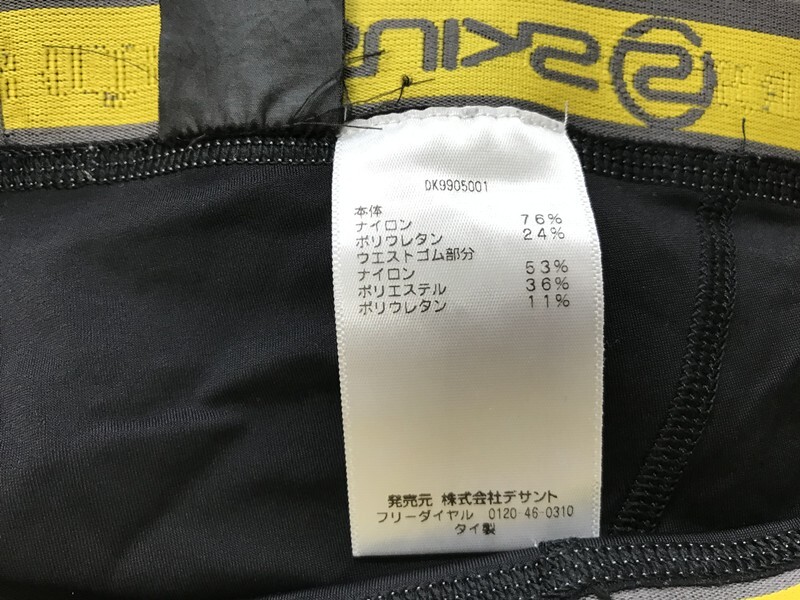 DK9905001
本体
ナイロン 76%
ポリウレタン 24%
ウエストゴム部分
ナイロン 53%
ポリエステル 36%
ポリウレタン 11%
発売元 株式会社デサント
フリーダイヤル 0120-46-0310
タイ製